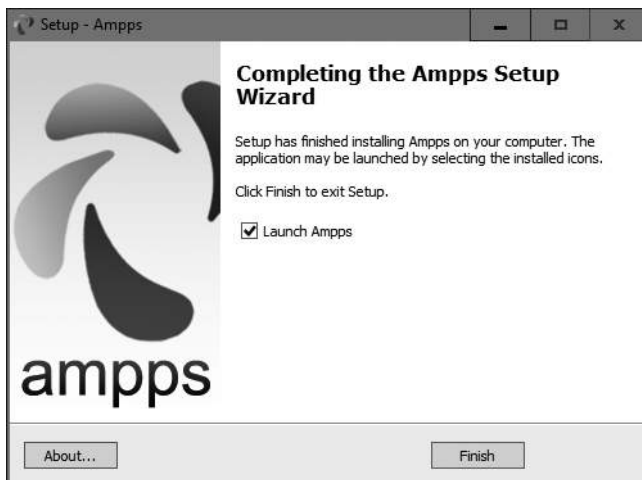 Setup - Ampps
Completing the Ampps Setup
Wizard
Setup has finished installing Ampps on your computer. The
application may be launched by selecting the installed icons.
Click Finish to exit Setup.
Launch Ampps
ampps
About...
Finish